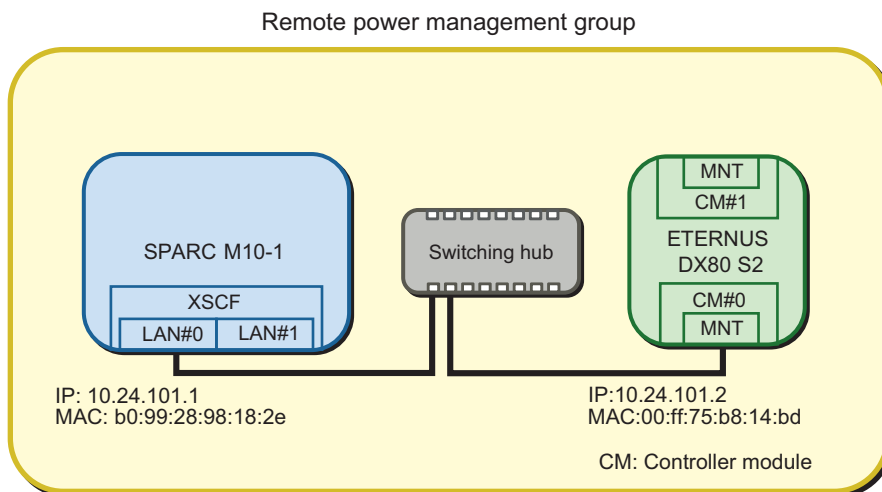 Remote power management group
SPARC M10-1
XSCF
LAN#0
LAN#1
IP: 10.24.101.1
MAC: b0:99:28:98:18:2e
Switching hub
MNT
CM#1
ETERNUS
DX80 S2
CM#0
MNT
IP:10.24.101.2
MAC:00:ff:75:b8:14:bd
CM: Controller module